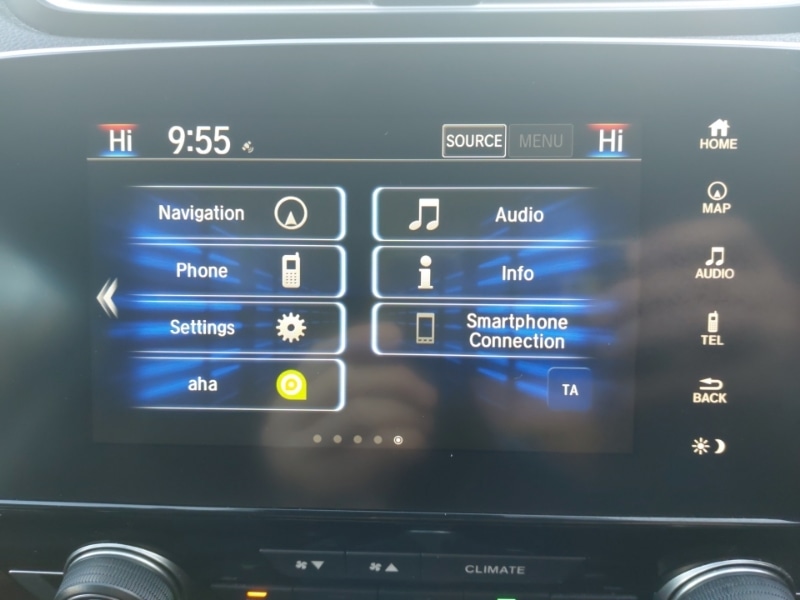 Hi 9:55 SOURCE MENU Hi
HOME
Navigation Audio
MAP
Phone Info
AUDIO
Settings Smartphone
Connection
TEL
aha TA
BACK
CLIMATE